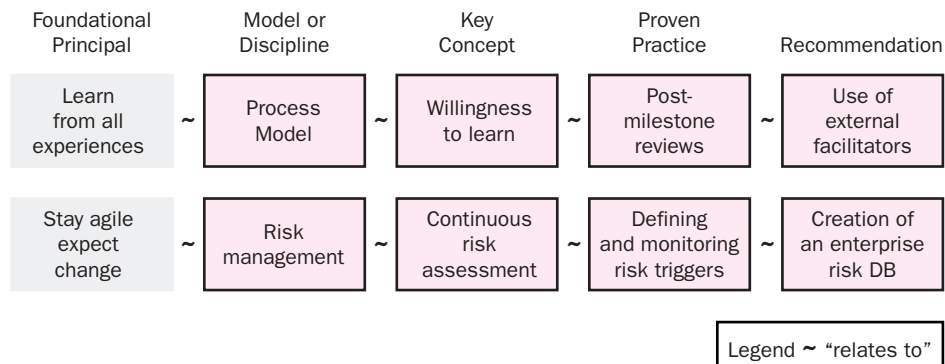 Foundational
Principal
Model or
Discipline
Key
Concept
Proven
Practice
Recommendation
Learn
from all
experiences
~
Process
Model
~
Willingness
to learn
~
Post-
milestone
reviews
~
Use of
external
facilitators
Stay agile
expect
change
~
Risk
management
~
Continuous
risk
assessment
~
Defining
and monitoring
risk triggers
~
Creation of
an enterprise
risk DB
Legend ~ “relates to”